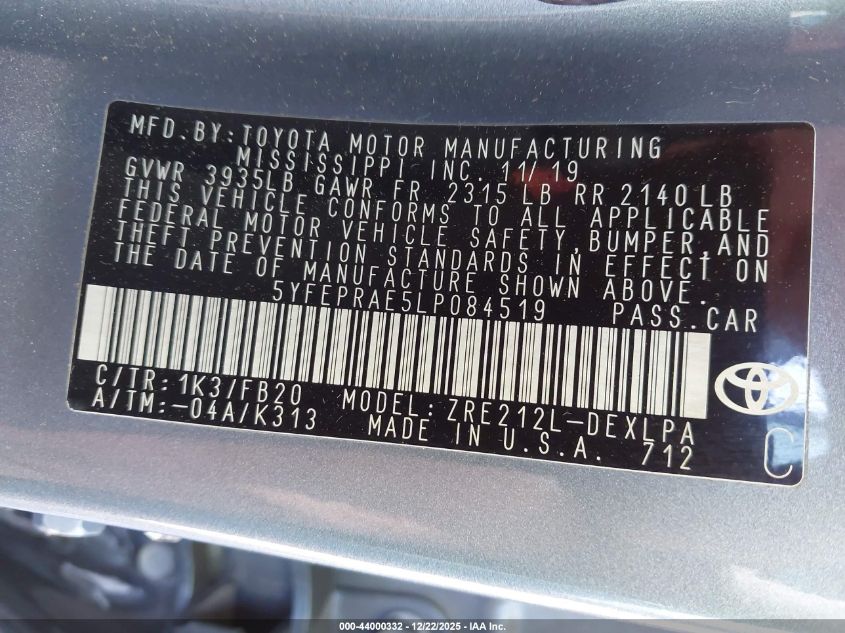 MFD. BY: TOYOTA MOTOR MANUFACTURING
MISSISSIPPI INC. 11/19
GVWR 3935LB GAWR FR 2315 LB RR 2140 LB
THIS VEHICLE CONFORMS TO ALL APPLICABLE
FEDERAL MOTOR VEHICLE SAFETY, BUMPER, AND
THEFT PREVENTION STANDARDS IN EFFECT ON
THE DATE OF MANUFACTURE SHOWN ABOVE.
5YFEPRAE5LP084519 PASS. CAR
C/TR: 1K3/FB20 MODEL: ZRE212L-DEXLPA
A/TM: -04A/K313 MADE IN U.S.A. 712
C
000-44000332 - 12/22/2025 - IAA Inc.